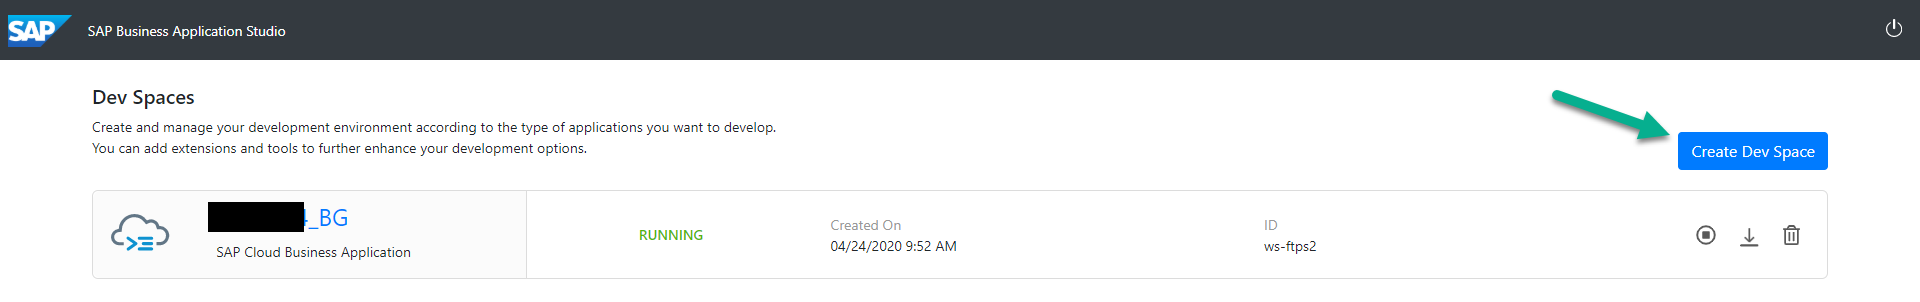 SAP
SAP Business Application Studio
Dev Spaces
Create and manage your development environment according to the type of applications you want to develop.
You can add extensions and tools to further enhance your development options.
Create Dev Space
_BG
SAP Cloud Business Application
RUNNING
Created On
04/24/2020 9:52 AM
ID
ws-ftps2